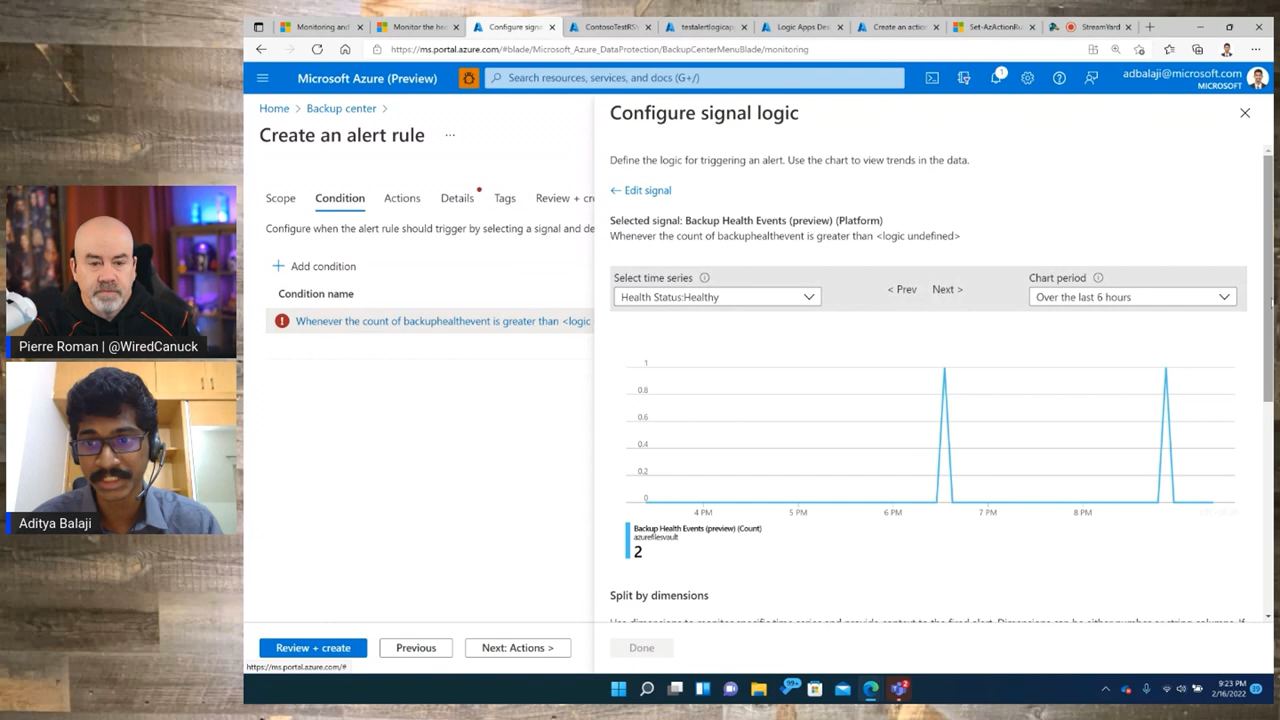 Monitoring and
Monitor the he
Configure signa
ContosoTestRS
testalertlogicap
Logic Apps Des
Create an action
Set-AzActionRu
StreamYard
https://ms.portal.azure.com/#blade/Microsoft_Azure_DataProtection/BackupCenterMenuBlade/monitoring
Microsoft Azure (Preview)
Search resources, services, and docs (G+/)
1
adbalaji@microsoft.com
MICROSOFT
Home > Backup center >
Create an alert rule ...
Scope
Condition
Actions
Details
Tags
Review + cre
Configure when the alert rule should trigger by selecting a signal and de
+ Add condition
Condition name
Whenever the count of backuphealthevent is greater than <logic
Configure signal logic
Define the logic for triggering an alert. Use the chart to view trends in the data.
← Edit signal
Selected signal: Backup Health Events (preview) (Platform)
Whenever the count of backuphealthevent is greater than <logic undefined>
Select time series
Health Status:Healthy
< Prev
Next >
Chart period
Over the last 6 hours
1
0.8
0.6
0.4
0.2
0
4 PM
5 PM
6 PM
7 PM
8 PM
Backup Health Events (preview) (Count)
azurefilesvault
2
Split by dimensions
Review + create
Previous
Next: Actions >
Done
https://ms.portal.azure.com/#
Pierre Roman | @WiredCanuck
Aditya Balaji
99+
2
9:23 PM
2/16/2022